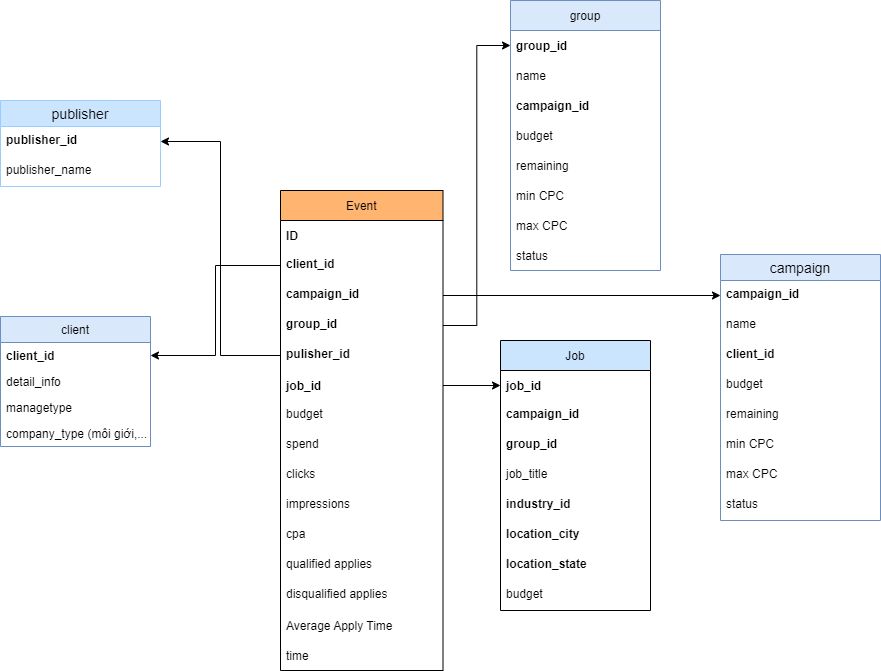 group
group_id
name
campaign_id
budget
remaining
min CPC
max CPC
status
publisher
publisher_id
publisher_name
Event
ID
client_id
campaign_id
group_id
pulisher_id
job_id
budget
spend
clicks
impressions
cpa
qualified applies
disqualified applies
Average Apply Time
time
campaign
campaign_id
name
client_id
budget
remaining
min CPC
max CPC
status
client
client_id
detail_info
managetype
company_type (môi giới,...
Job
job_id
campaign_id
group_id
job_title
industry_id
location_city
location_state
budget